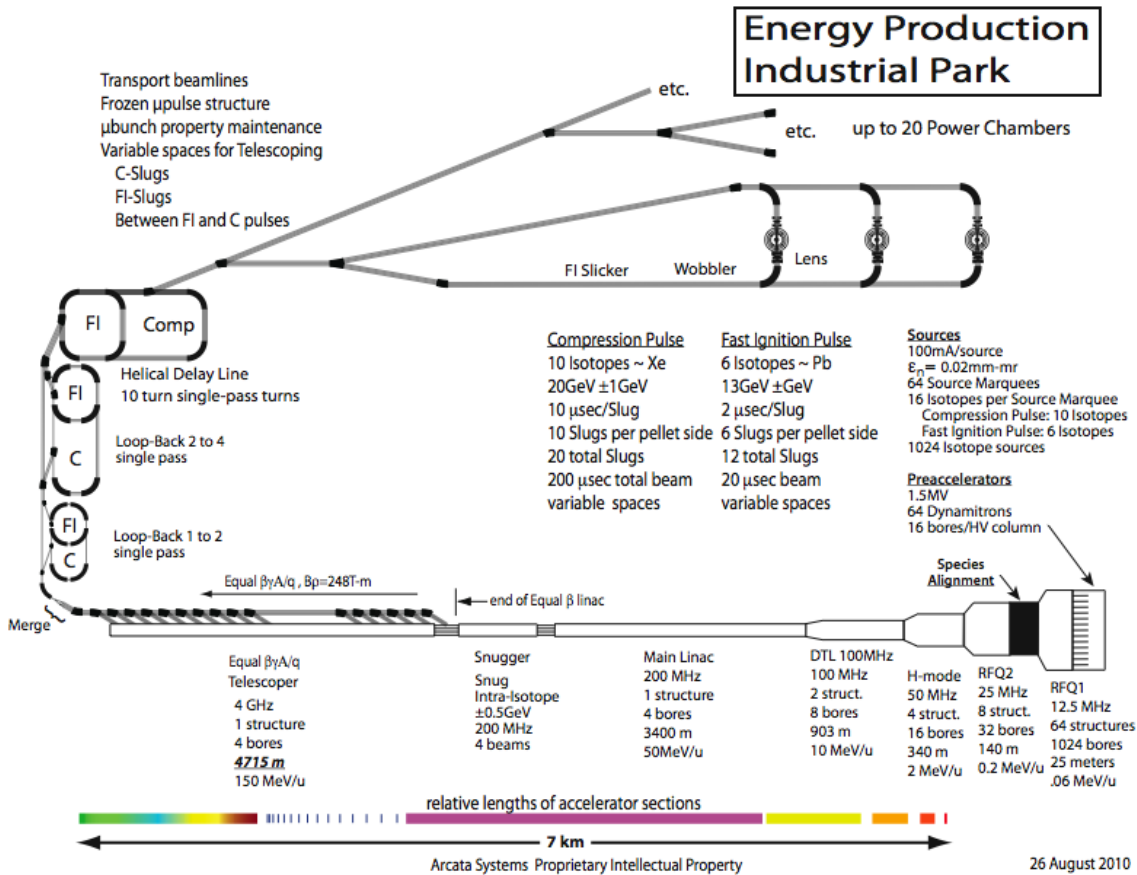 Energy Production
Industrial Park
Transport beamlines
Frozen µpulse structure
µbunch property maintenance
Variable spaces for Telescoping
C-Slugs
FI-Slugs
Between FI and C pulses
etc.
etc.
up to 20 Power Chambers
FI Slicker
Wobbler
Lens
FI
Comp
Helical Delay Line
10 turn single-pass turns
FI
Loop-Back 2 to 4
single pass
C
FI
Loop-Back 1 to 2
single pass
C
Merge
Compression Pulse
10 Isotopes ~ Xe
20GeV ±1GeV
10 µsec/Slug
10 Slugs per pellet side
20 total Slugs
200 µsec total beam
variable spaces
Fast Ignition Pulse
6 Isotopes ~ Pb
13GeV ±GeV
2 µsec/Slug
6 Slugs per pellet side
12 total Slugs
20 µsec beam
variable spaces
Sources
100mA/source
εn= 0.02mm-mr
64 Source Marquees
16 Isotopes per Source Marquee
Compression Pulse: 10 Isotopes
Fast Ignition Pulse: 6 Isotopes
1024 Isotope sources
Preaccelerators
1.5MV
64 Dynamitrons
16 bores/HV column
Species
Alignment
Equal βγA/q , Bρ=248T-m
end of Equal β linac
Equal βγA/q
Telescoper
4 GHz
1 structure
4 bores
4715 m
150 MeV/u
Snugger
Snug
Intra-Isotope
±0.5GeV
200 MHz
4 beams
Main Linac
200 MHz
1 structure
4 bores
3400 m
50MeV/u
DTL 100MHz
100 MHz
2 struct.
8 bores
903 m
10 MeV/u
H-mode
50 MHz
4 struct.
16 bores
340 m
2 MeV/u
RFQ2
25 MHz
8 struct.
32 bores
140 m
0.2 MeV/u
RFQ1
12.5 MHz
64 structures
1024 bores
25 meters
.06 MeV/u
relative lengths of accelerator sections
7 km
Arcata Systems Proprietary Intellectual Property
26 August 2010